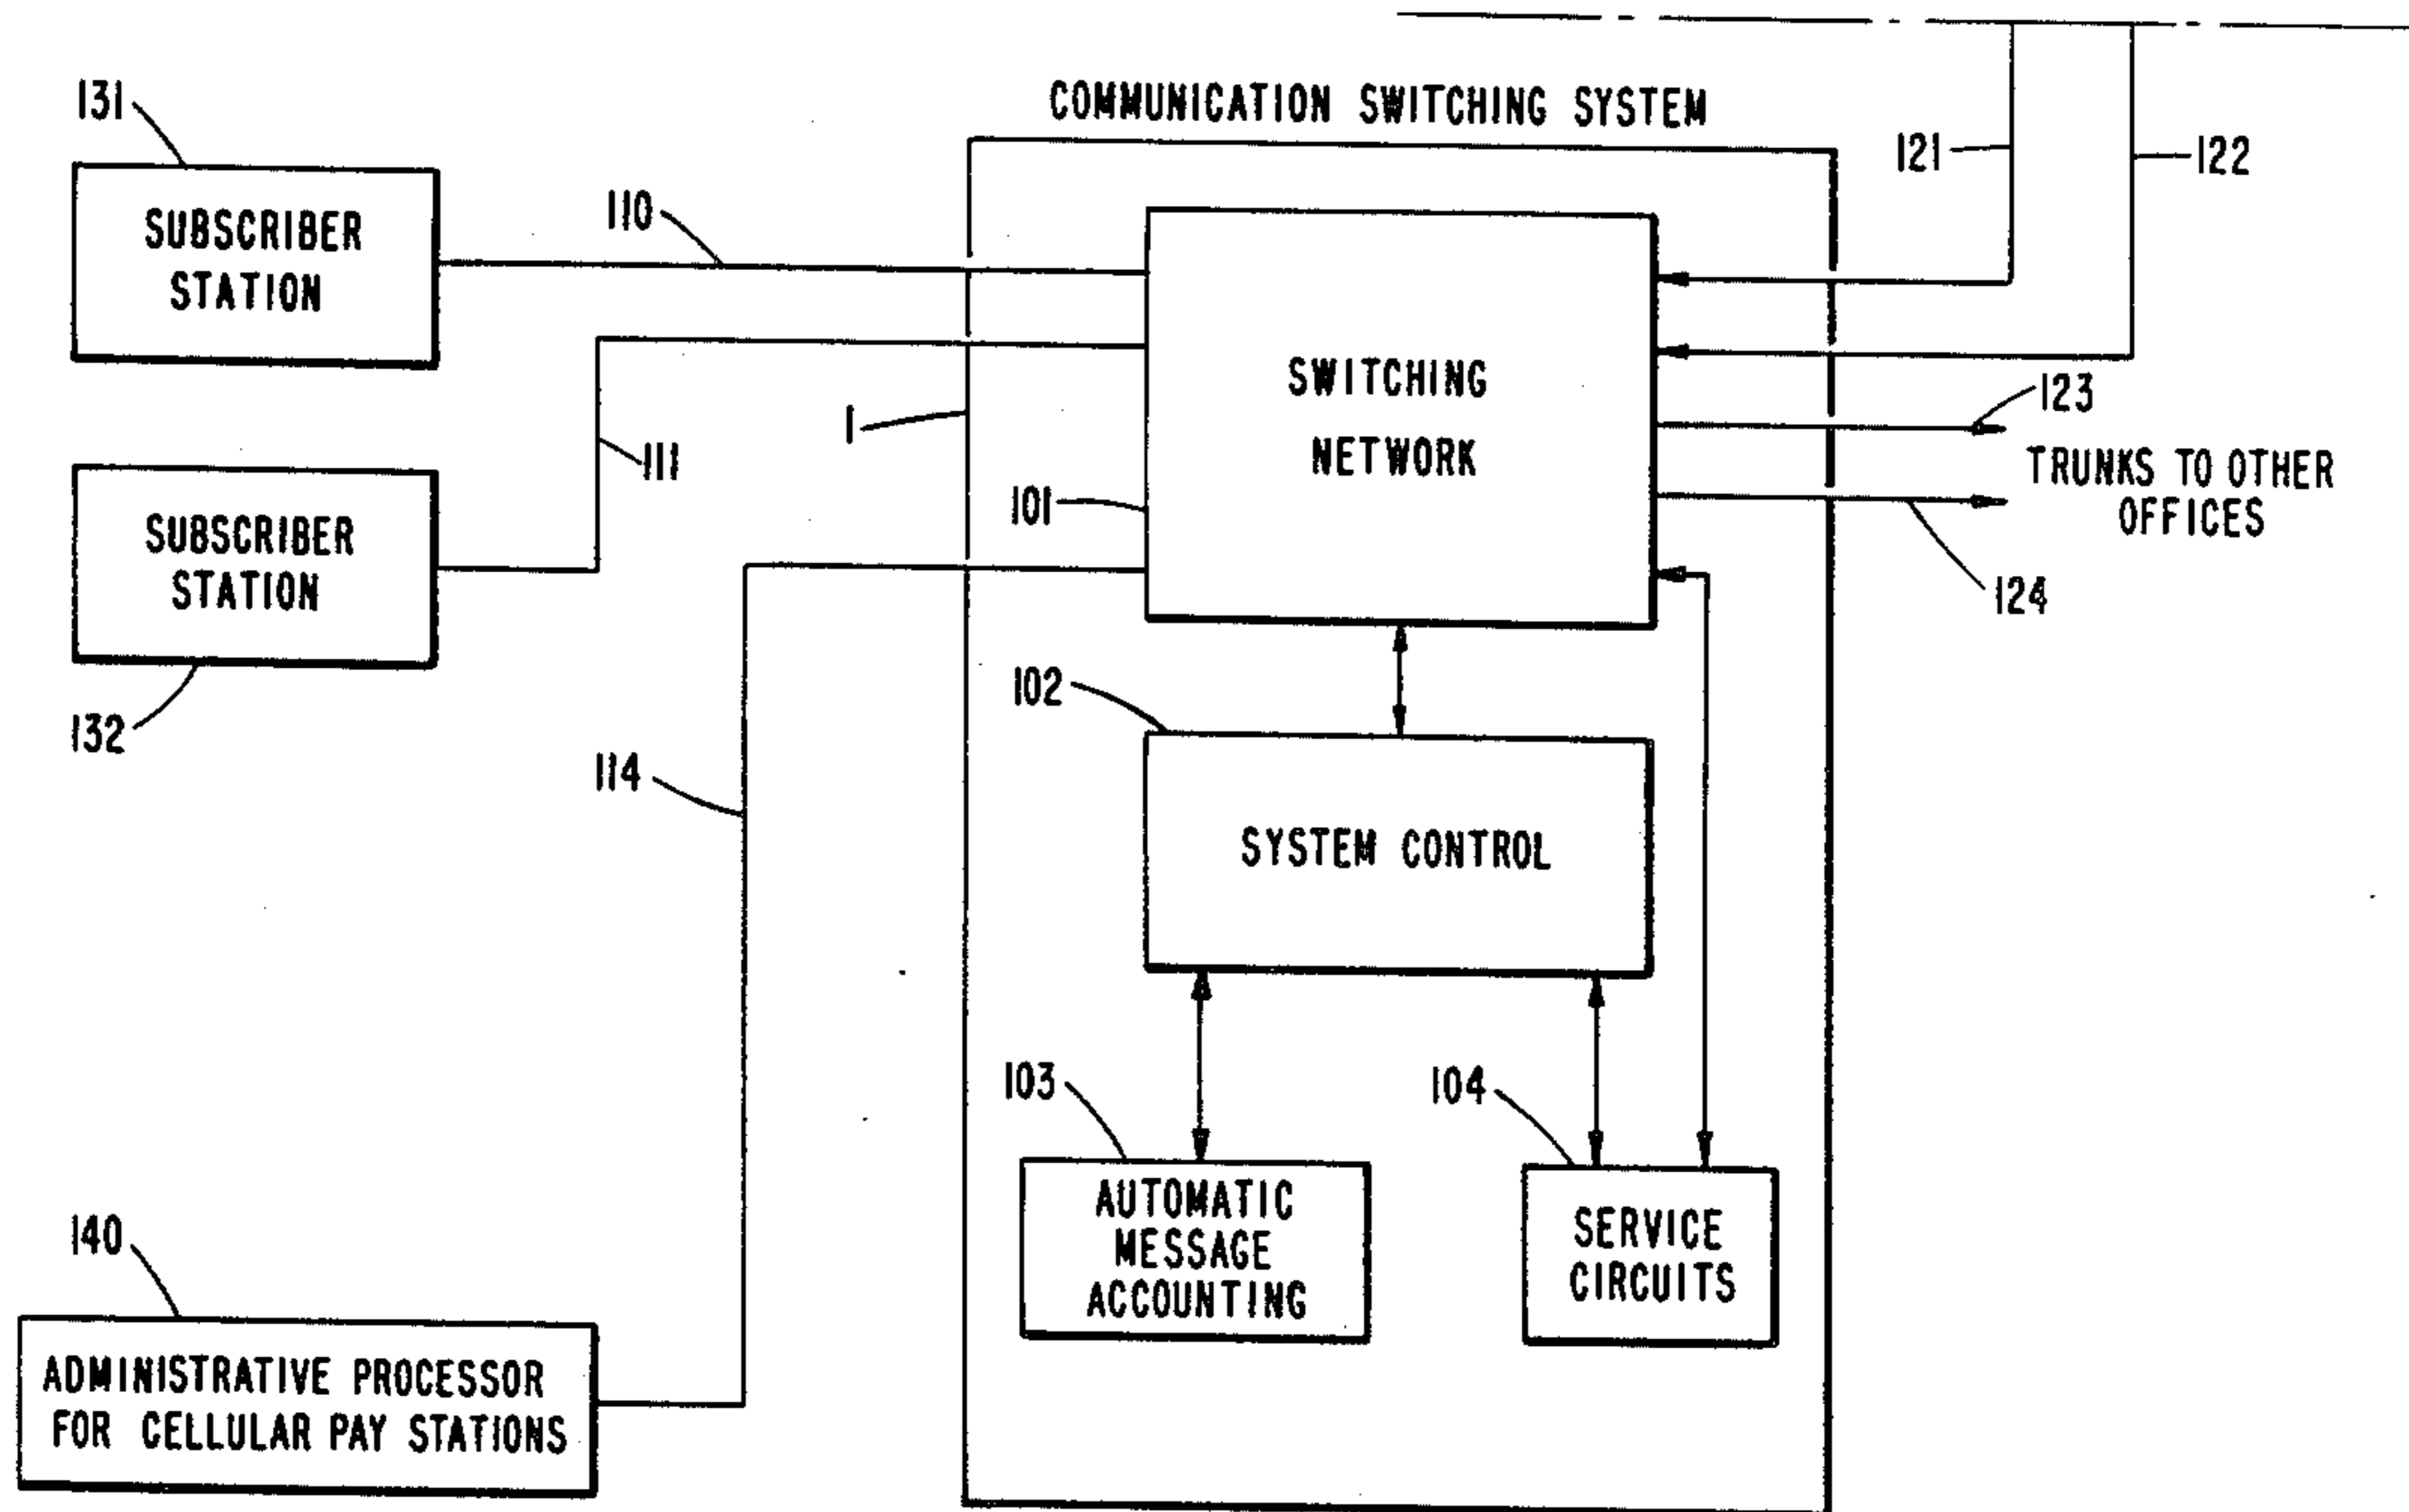 COMMUNICATION SWITCHING SYSTEM
131
SUBSCRIBER
STATION
110
121
122
SWITCHING
NETWORK
1
111
101
123
TRUNKS TO OTHER
OFFICES
124
SUBSCRIBER
STATION
132
102
114
SYSTEM CONTROL
103
104
AUTOMATIC
MESSAGE
ACCOUNTING
SERVICE
CIRCUITS
140
ADMINISTRATIVE PROCESSOR
FOR CELLULAR PAY STATIONS